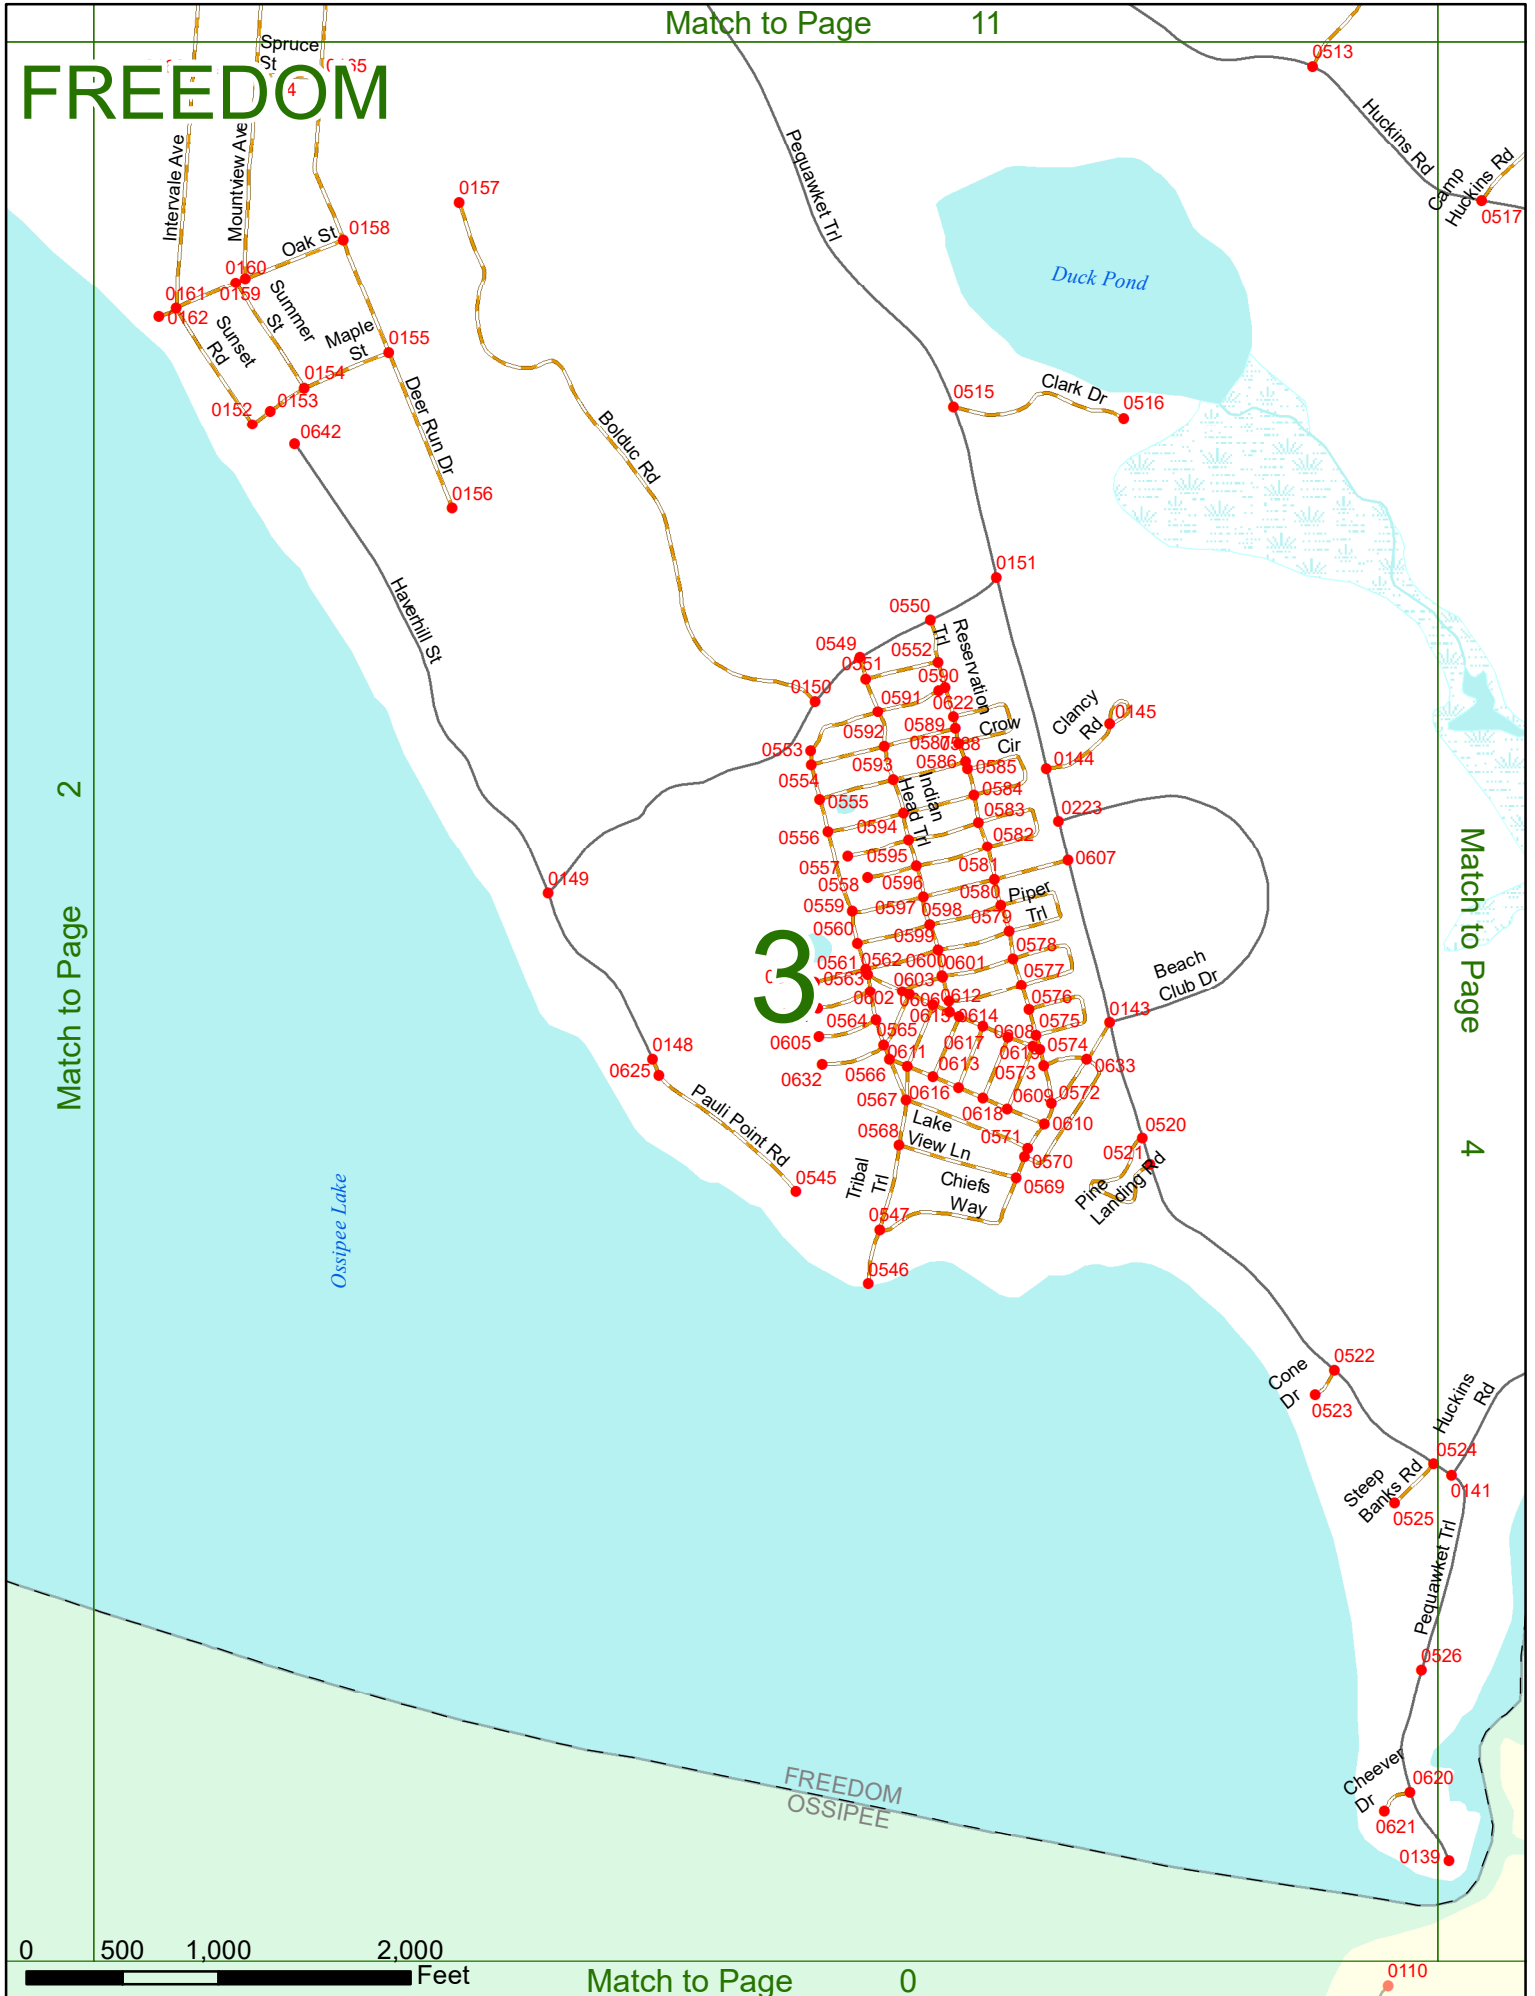 Match to Page 11
Spruce
St
FREEDOM
4
0513
Huckins Rd
Camp
Huckins Rd
0517
Intervale Ave
Mountview Ave
0157
Pequawket Trl
Oak St
0158
0160
0159
0161
0162
Summer
St
Sunset
Rd
Maple
St
0155
0154
0153
0152
0642
Deer Run Dr
0156
Bolduc Rd
Duck Pond
0515
Clark Dr
0516
0151
Haverhill St
0550
0549
Reservation
Trl
0552
0551
0590
0150
0591
0622
0589
Crow
Cir
Clancy
Rd
0145
0592
0588
0553
0586
0585
0144
0593
0554
0555
Indian
Head Trl
0584
0583
0223
0556
0594
0582
0557
0595
0581
0607
0558
0596
0580
0149
0559
0597
0598
0579
Piper
Trl
0560
0599
0578
3
0561
0562
0600
0601
0577
0563
0603
Beach
Club Dr
0602
0606
0612
0576
0564
0615
0614
0575
0143
0605
0565
0617
0608
0574
0148
0611
0613
0573
0633
0625
0632
0566
0616
0609
0572
Pauli Point Rd
0567
0618
0610
Lake
View Ln
0568
0571
0520
0521
0570
Tribal
Trl
Chiefs
Way
0569
Pine
Landing Rd
0545
0547
0546
Ossipee Lake
2
Match to Page
Match to Page
4
0522
Cone
Dr
0523
Huckins
Rd
0524
Steep
Banks Rd
0141
0525
Pequawket Trl
0526
FREEDOM
OSSIPEE
Cheever
Dr
0620
0621
0139
0 500 1,000 2,000
Feet
Match to Page 0
0110